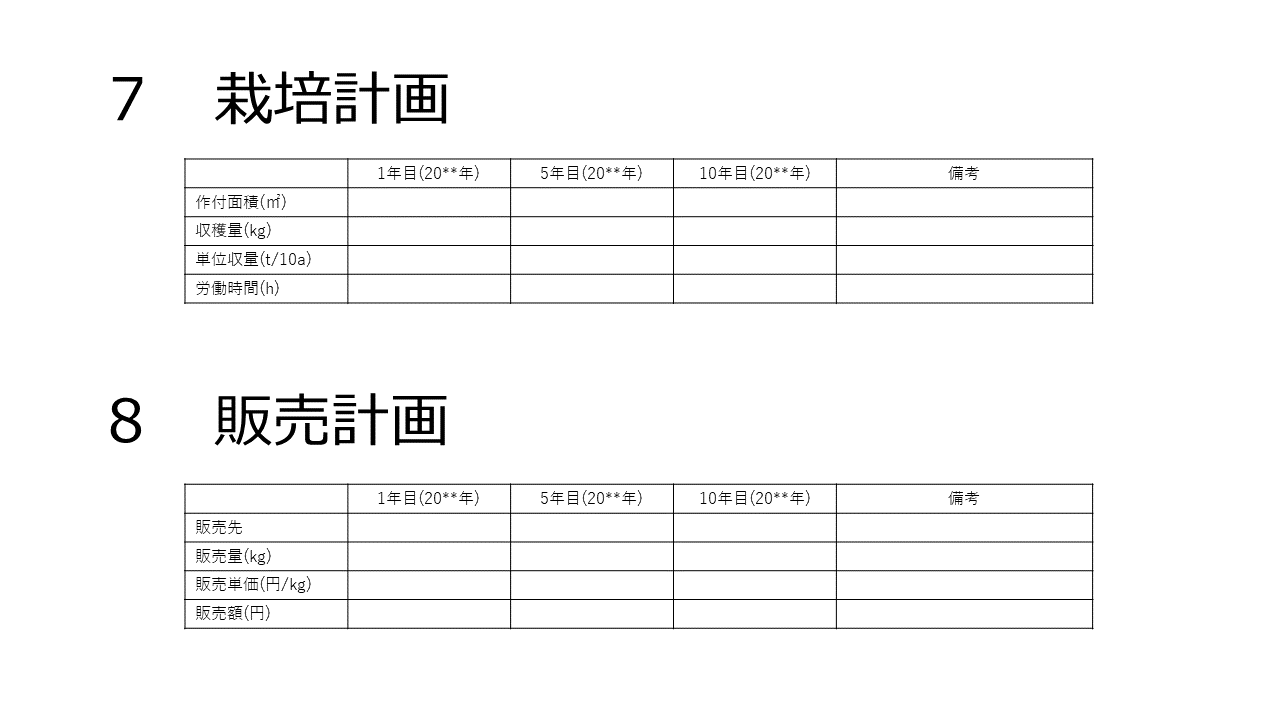 7　栽培計画
1年目(20**年) 5年目(20**年) 10年目(20**年) 備考
作付面積(㎡)
収穫量(kg)
単位収量(t/10a)
労働時間(h)
8　販売計画
1年目(20**年) 5年目(20**年) 10年目(20**年) 備考
販売先
販売量(kg)
販売単価(円/kg)
販売額(円)